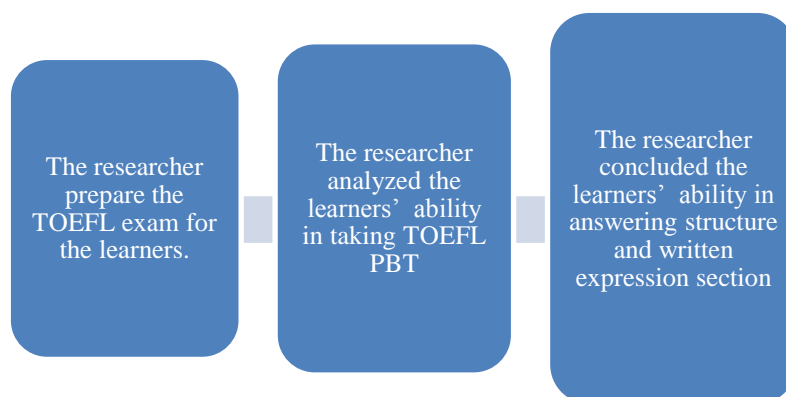 The researcher
prepare the
TOEFL exam for
the learners.
The researcher
analyzed the
learners’ ability
in taking TOEFL
PBT
The researcher
concluded the
learners’ ability in
answering structure
and written
expression section